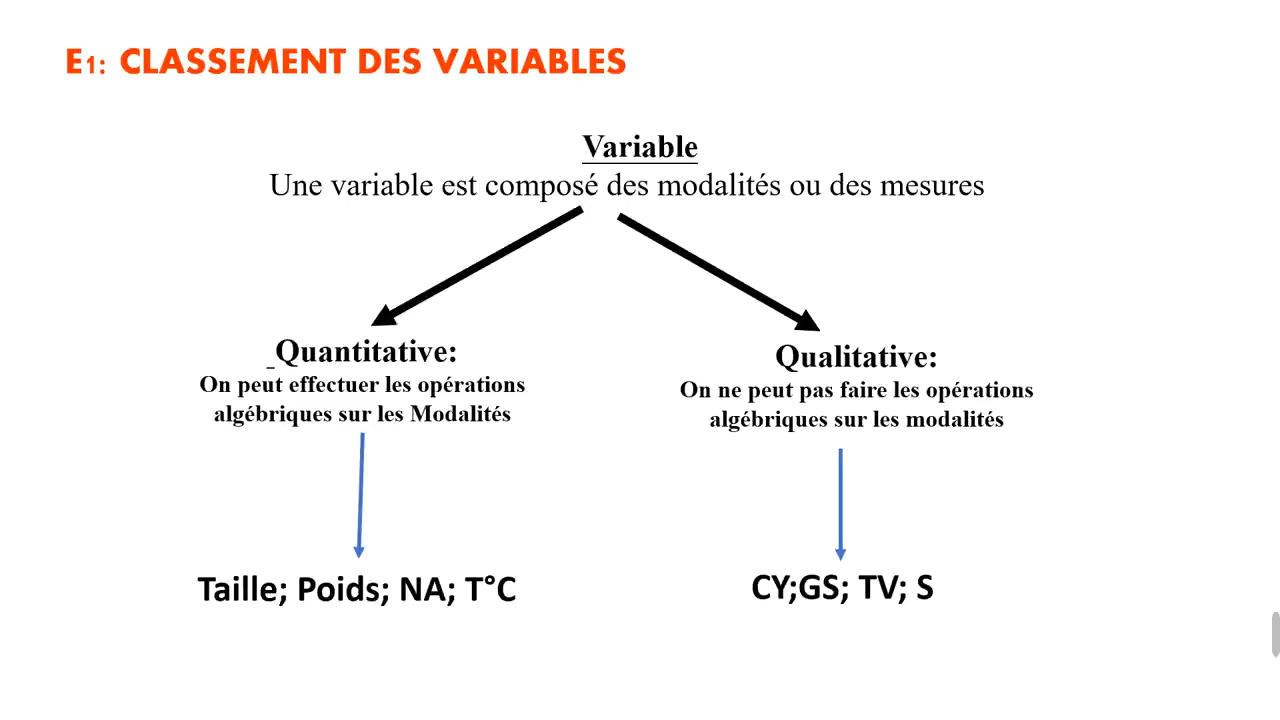 E1: CLASSEMENT DES VARIABLES
Variable
Une variable est composé des modalités ou des mesures
Quantitative:
On peut effectuer les opérations
algébriques sur les Modalités
Qualitative:
On ne peut pas faire les opérations
algébriques sur les modalités
Taille; Poids; NA; T°C
CY;GS; TV; S